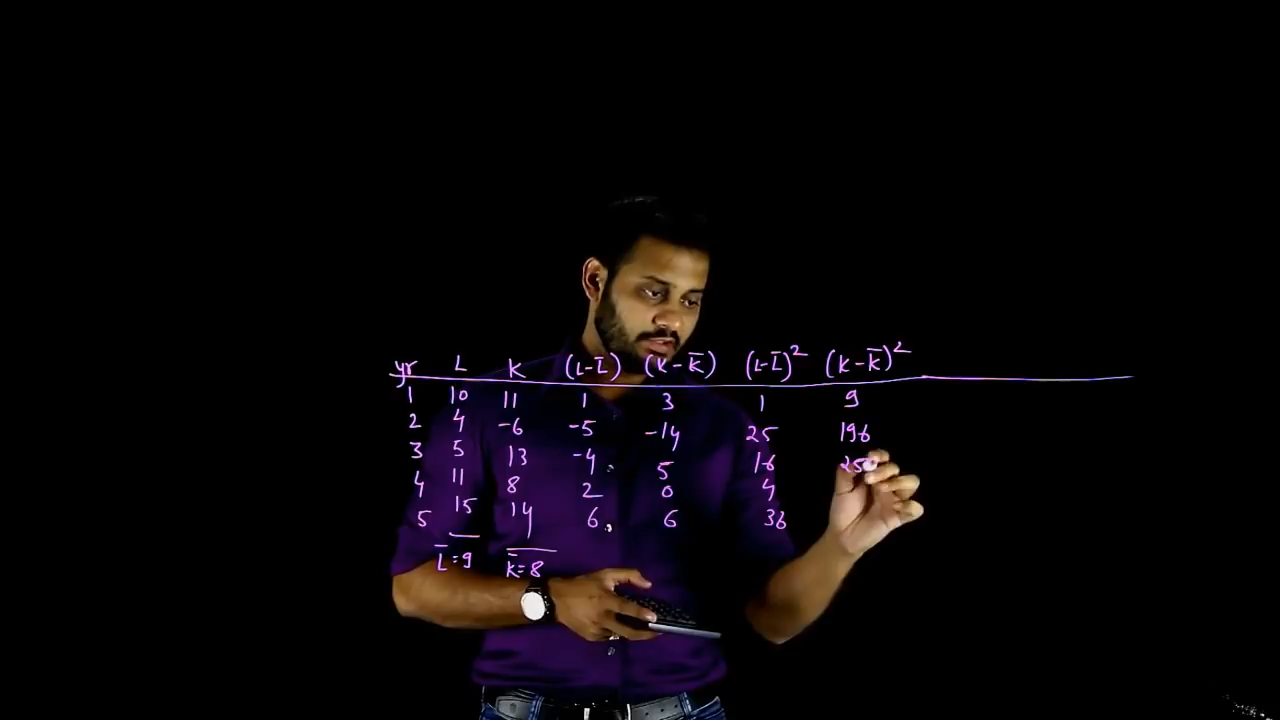 yr L K (L-L̅) (K-K̅) (L-L̅)² (K-K̅)²
1 10 11 1 3 1 9
2 4 -6 -5 -14 25 196
3 5 13 -4 5 16 25
4 11 8 2 0 4
5 15 14 6 6 36
L̅=9 K̅=8